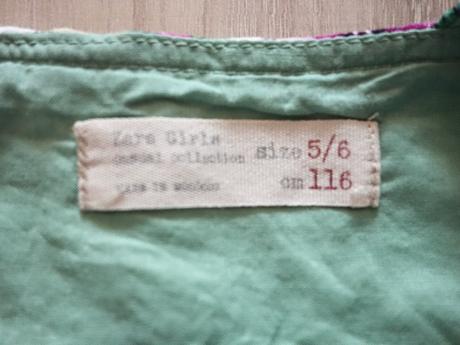 Zara Girls
casual collection size 5/6
made in morocco cm 116